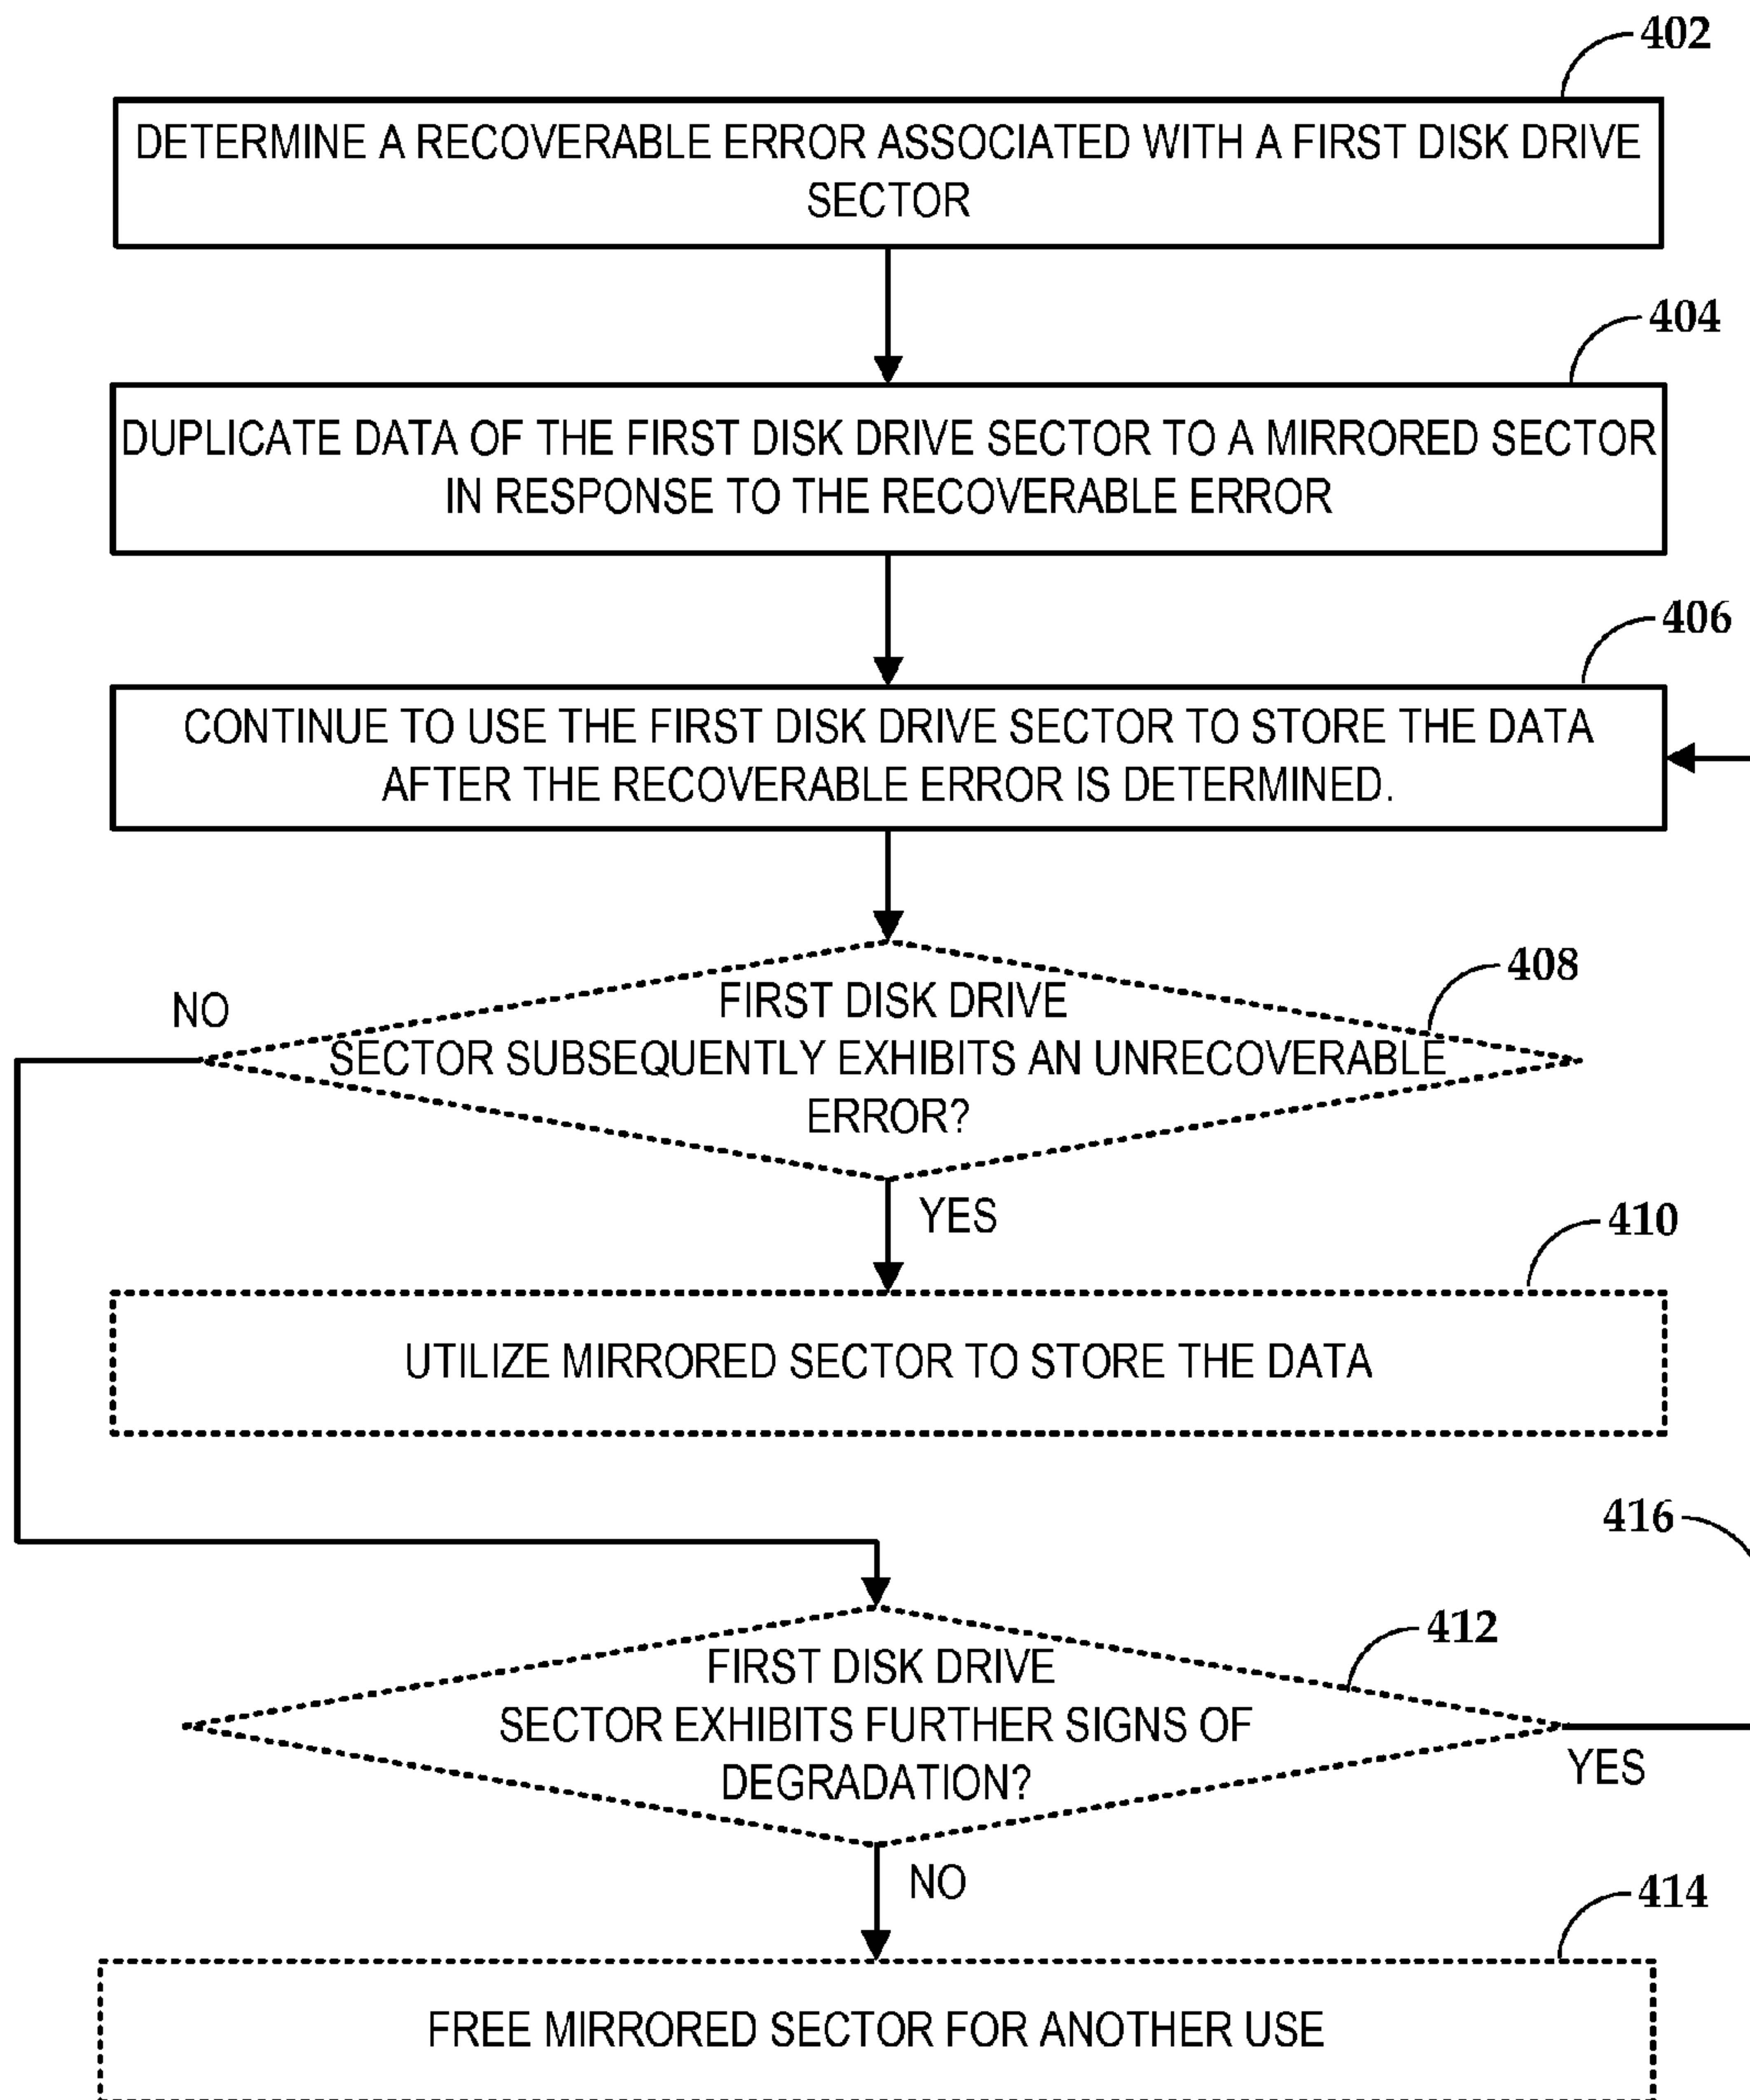 402
DETERMINE A RECOVERABLE ERROR ASSOCIATED WITH A FIRST DISK DRIVE
SECTOR
404
DUPLICATE DATA OF THE FIRST DISK DRIVE SECTOR TO A MIRRORED SECTOR
IN RESPONSE TO THE RECOVERABLE ERROR
406
CONTINUE TO USE THE FIRST DISK DRIVE SECTOR TO STORE THE DATA
AFTER THE RECOVERABLE ERROR IS DETERMINED.
408
NO
FIRST DISK DRIVE
SECTOR SUBSEQUENTLY EXHIBITS AN UNRECOVERABLE
ERROR?
YES
410
UTILIZE MIRRORED SECTOR TO STORE THE DATA
416
412
FIRST DISK DRIVE
SECTOR EXHIBITS FURTHER SIGNS OF
DEGRADATION?
YES
NO
414
FREE MIRRORED SECTOR FOR ANOTHER USE